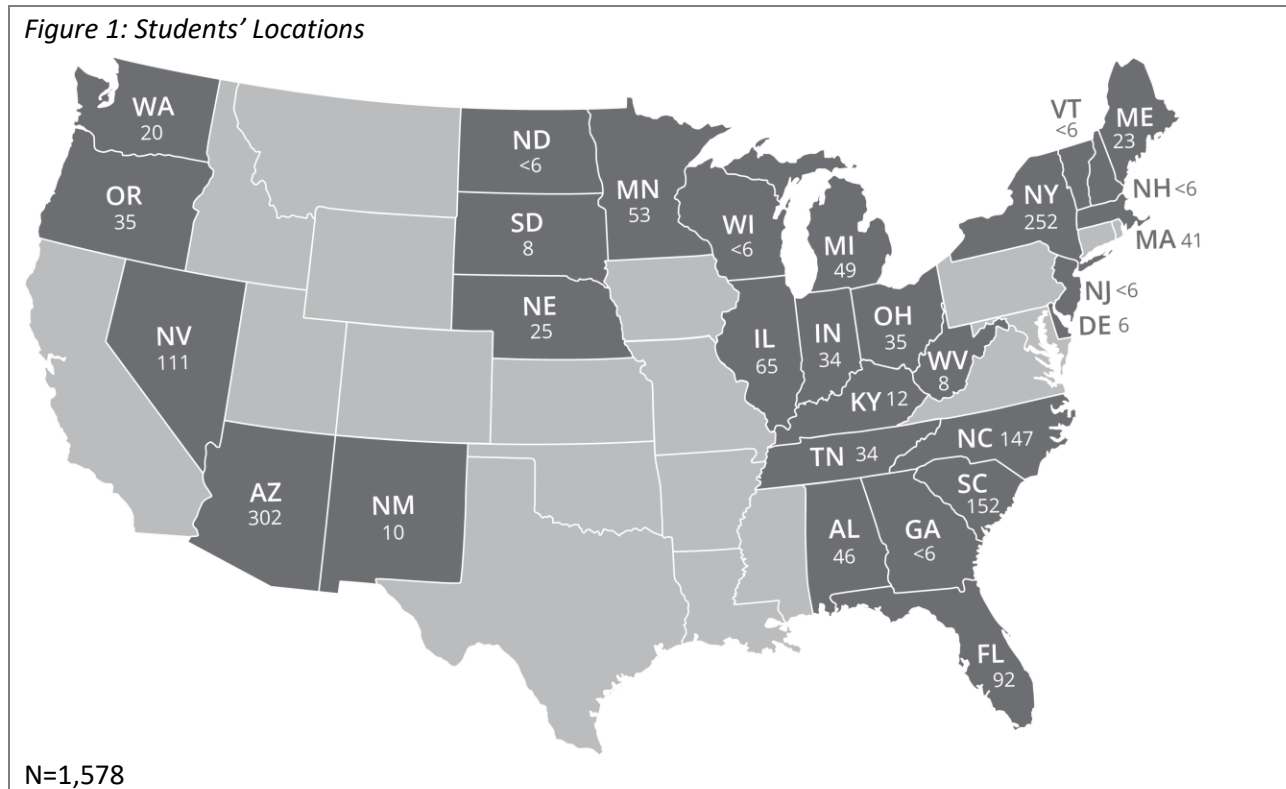 Figure 1: Students’ Locations
WA
20
OR
35
NV
111
AZ
302
NM
10
ND
<6
SD
8
NE
25
MN
53
WI
<6
MI
49
IL
65
IN
34
OH
35
WV
8
KY 12
TN 34
NC 147
SC
152
AL
46
GA
<6
FL
92
VT
<6
ME
23
NY
252
NH <6
MA 41
NJ <6
DE 6
N=1,578